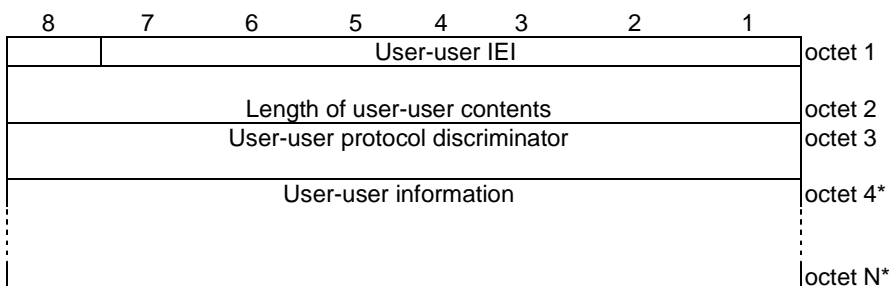 8 7 6 5 4 3 2 1
User-user IEI octet 1
Length of user-user contents octet 2
User-user protocol discriminator octet 3
User-user information octet 4*
octet N*